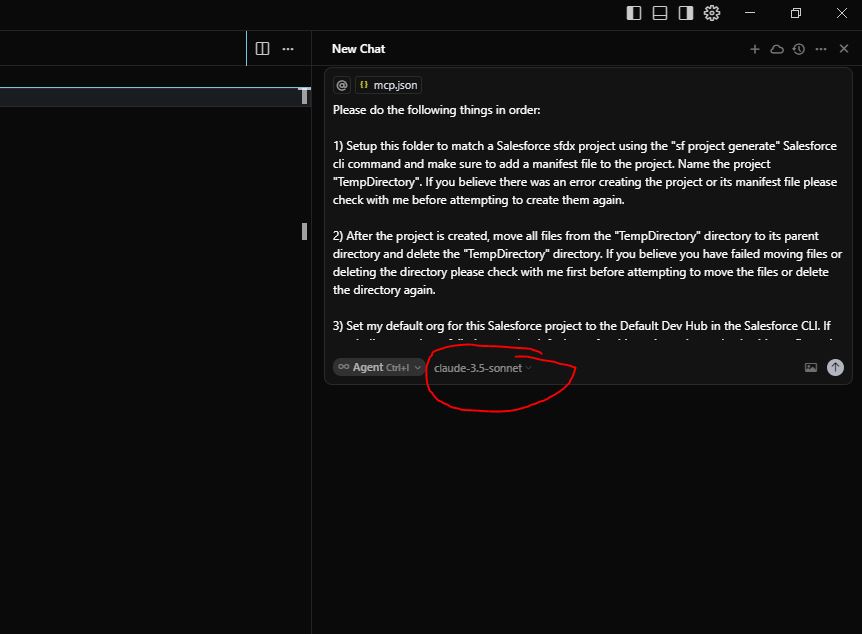 New Chat
@ mcp.json
Please do the following things in order:
1) Setup this folder to match a Salesforce sfdx project using the "sf project generate" Salesforce
cli command and make sure to add a manifest file to the project. Name the project
"TempDirectory". If you believe there was an error creating the project or its manifest file please
check with me before attempting to create them again.
2) After the project is created, move all files from the "TempDirectory" directory to its parent
directory and delete the "TempDirectory" directory. If you believe you have failed moving files or
deleting the directory please check with me first before attempting to move the files or delete
the directory again.
3) Set my default org for this Salesforce project to the Default Dev Hub in the Salesforce CLI. If
Agent Ctrl+I claude-3.5-sonnet